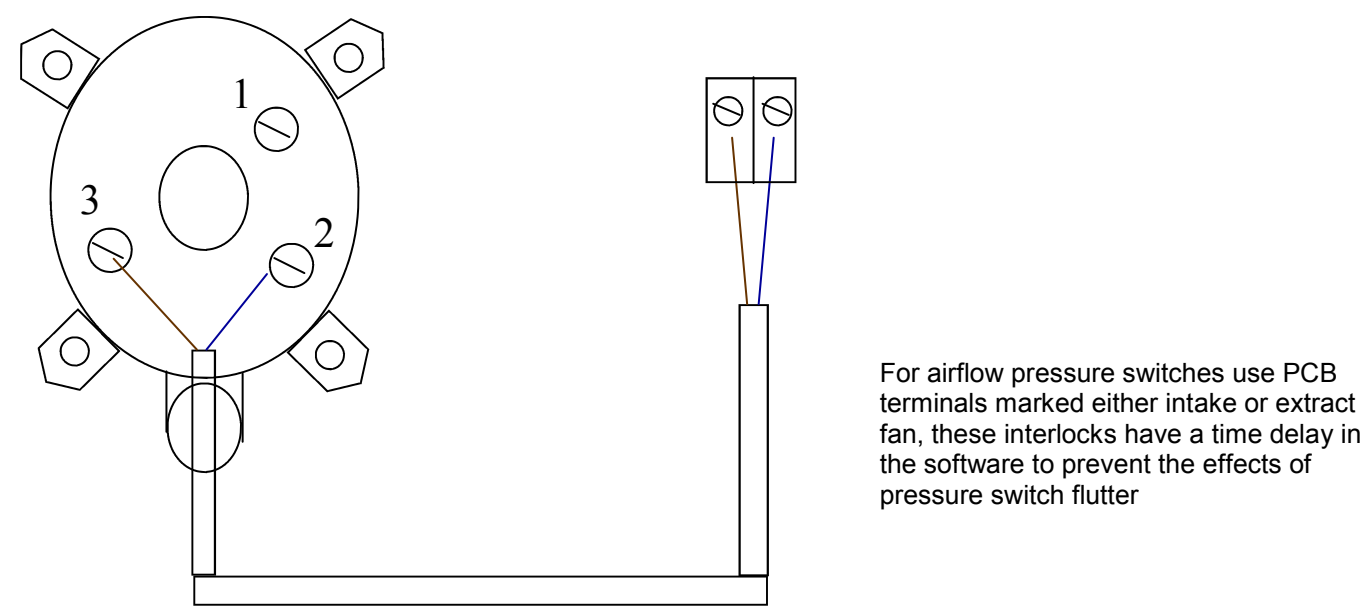 1
3
2
For airflow pressure switches use PCB
terminals marked either intake or extract
fan, these interlocks have a time delay in
the software to prevent the effects of
pressure switch flutter